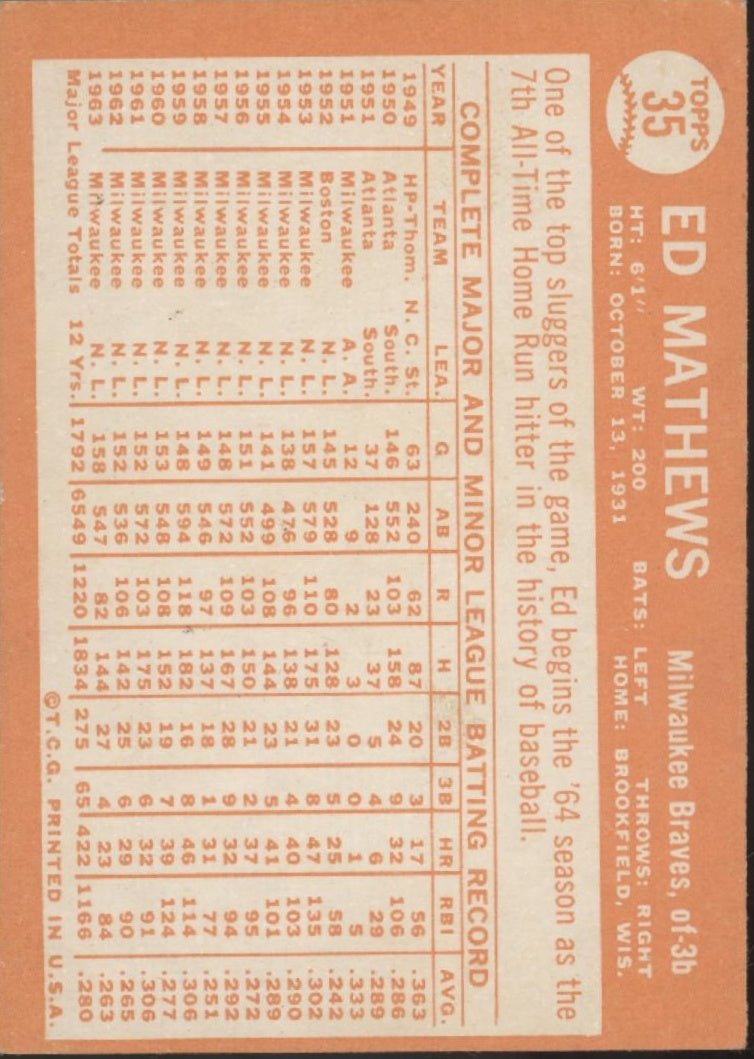 TOPPS
35
ED MATHEWS Milwaukee Braves, of-3b
HT: 6'1" WT: 200 BATS: LEFT THROWS: RIGHT
BORN: OCTOBER 13, 1931 HOME: BROOKFIELD, WIS.
One of the top sluggers of the game, Ed begins the '64 season as the
7th All-Time Home Run hitter in the history of baseball.
COMPLETE MAJOR AND MINOR LEAGUE BATTING RECORD
YEAR TEAM LEA. G AB R H 2B 3B HR RBI AVG.
1949 HP-Thom. N. C. St. 63 240 62 87 20 3 17 56 .363
1950 Atlanta South. 146 552 103 158 24 9 32 106 .286
1951 Atlanta South. 37 128 23 37 5 4 6 29 .289
1951 Milwaukee A. A. 12 9 2 3 0 0 1 5 .333
1952 Boston N. L. 145 528 80 128 23 5 25 58 .242
1953 Milwaukee N. L. 157 579 110 175 31 8 47 135 .302
1954 Milwaukee N. L. 138 476 96 138 21 4 40 103 .290
1955 Milwaukee N. L. 141 499 108 144 23 5 41 101 .289
1956 Milwaukee N. L. 151 552 103 150 21 2 37 95 .272
1957 Milwaukee N. L. 148 572 109 167 28 9 32 94 .292
1958 Milwaukee N. L. 149 546 97 137 18 1 31 77 .251
1959 Milwaukee N. L. 148 594 118 182 16 8 46 114 .306
1960 Milwaukee N. L. 153 548 108 152 19 7 39 124 .277
1961 Milwaukee N. L. 152 572 103 175 23 6 32 91 .306
1962 Milwaukee N. L. 152 536 106 142 25 6 29 90 .265
1963 Milwaukee N. L. 158 547 82 144 27 4 23 84 .263
Major League Totals 12 Yrs. 1792 6549 1220 1834 275 65 422 1166 .280
©T.C.G. PRINTED IN U.S.A.